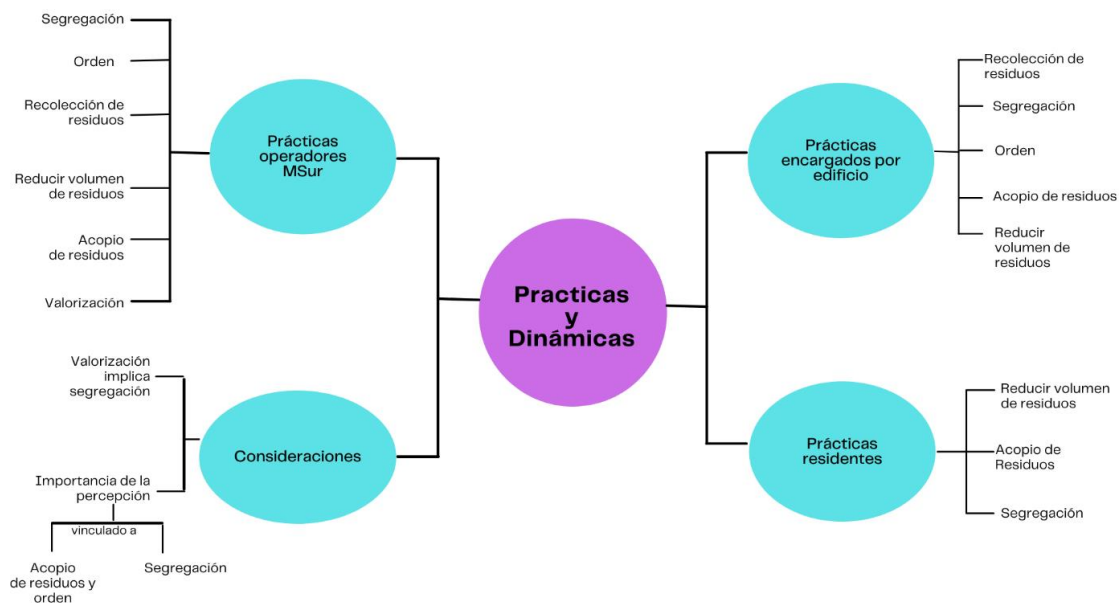 Segregación
Orden
Recolección de
residuos
Reducir volumen
de residuos
Acopio
de residuos
Valorización
Prácticas
operadores
MSur
Valorización
implica
segregación
Importancia de la
percepción
vinculado a
Acopio
de residuos y
orden
Segregación
Consideraciones
Practicas
y
Dinámicas
Prácticas
encargados por
edificio
Recolección de
residuos
Segregación
Orden
Acopio de residuos
Reducir
volumen de
residuos
Prácticas
residentes
Reducir volumen
de residuos
Acopio de
Residuos
Segregación